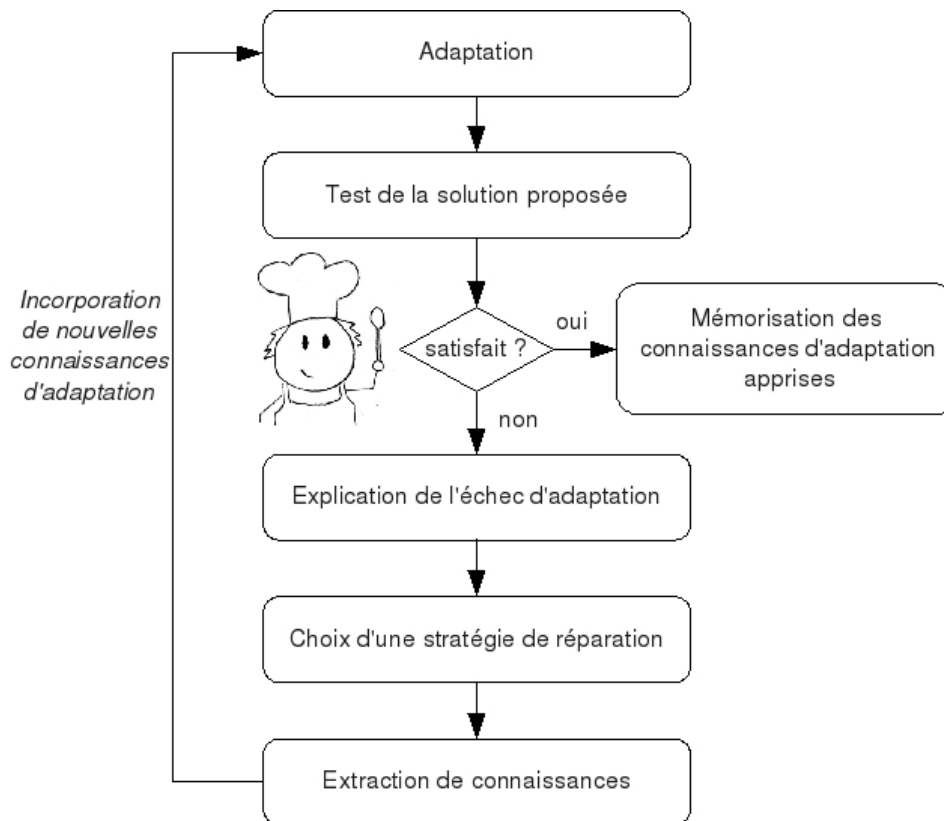 Adaptation
Test de la solution proposée
satisfait ?
oui
Mémorisation des
connaissances d'adaptation
apprises
non
Explication de l'échec d'adaptation
Choix d'une stratégie de réparation
Extraction de connaissances
Incorporation
de nouvelles
connaissances
d'adaptation